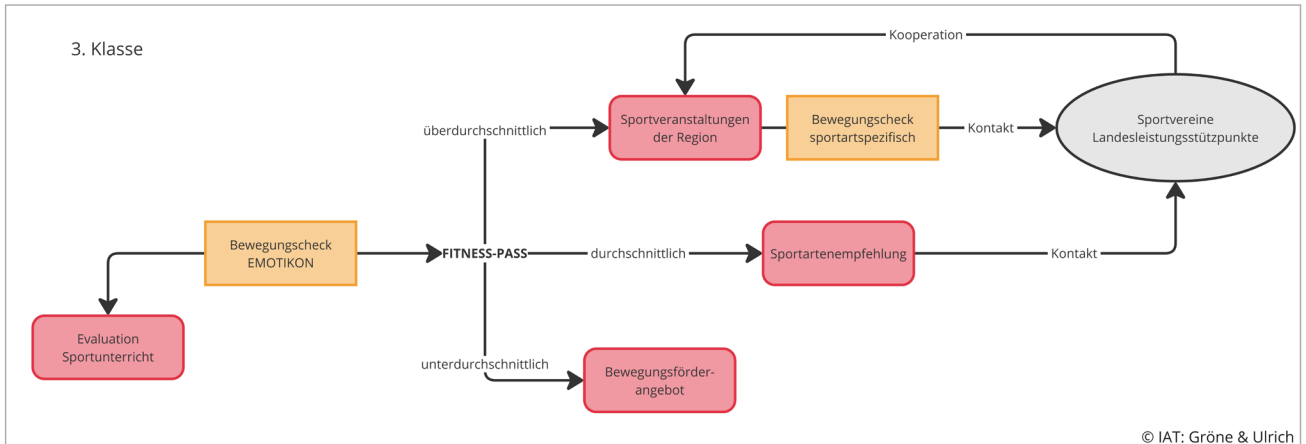 3. Klasse
Kooperation
überdurchschnittlich
Sportveranstaltungen
der Region
Bewegungscheck
sportartspezifisch
Kontakt
Sportvereine
Landesleistungsstützpunkte
Bewegungscheck
EMOTIKON
FITNESS-PASS
durchschnittlich
Sportartenempfehlung
Kontakt
Evaluation
Sportunterricht
unterdurchschnittlich
Bewegungsförder-
angebot
© IAT: Gröne & Ulrich